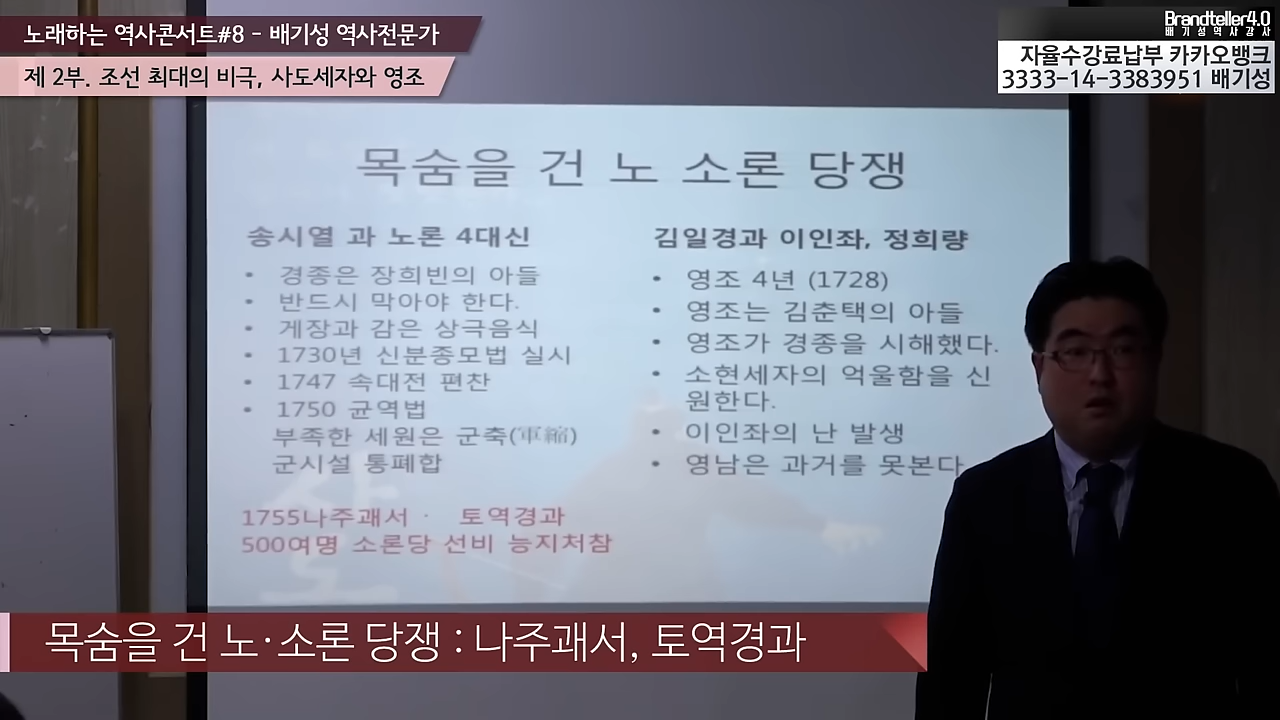 노래하는 역사콘서트#8 - 배기성 역사전문가
제 2부. 조선 최대의 비극, 사도세자와 영조
Brandteller4.0
배기성역사강사
자율수강료납부 카카오뱅크
3333-14-3383951 배기성
목숨을 건 노 소론 당쟁
송시열 과 노론 4대신
• 경종은 장희빈의 아들
• 반드시 막아야 한다.
• 게장과 감은 상극음식
• 1730년 신분종모법 실시
• 1747 속대전 편찬
• 1750 균역법
부족한 세원은 군축(軍縮)
군시설 통폐합
1755나주괘서 · 토역경과
500여명 소론당 선비 능지처참
김일경과 이인좌, 정희량
• 영조 4년 (1728)
• 영조는 김춘택의 아들
• 영조가 경종을 시해했다.
• 소현세자의 억울함을 신
원한다.
• 이인좌의 난 발생
• 영남은 과거를 못본다
사
도
목숨을 건 노·소론 당쟁 : 나주괘서, 토역경과